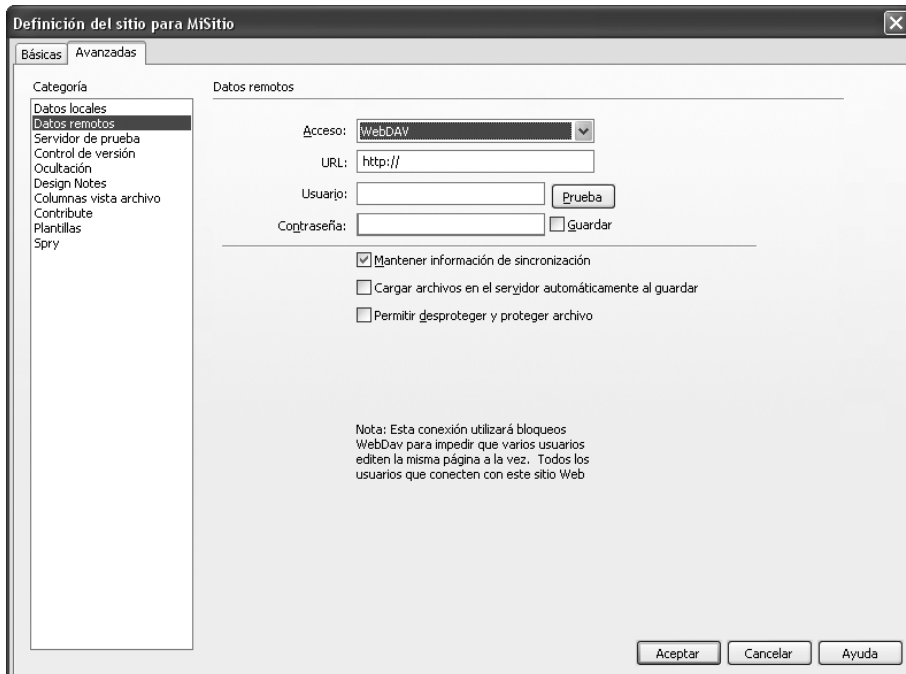 Definición del sitio para MiSitio
Básicas
Avanzadas
Categoría
Datos locales
Datos remotos
Servidor de prueba
Control de versión
Ocultación
Design Notes
Columnas vista archivo
Contribute
Plantillas
Spry
Datos remotos
Acceso: WebDAV
URL: http://
Usuario: Prueba
Contraseña: Guardar
Mantener información de sincronización
Cargar archivos en el servidor automáticamente al guardar
Permitir desproteger y proteger archivo
Nota: Esta conexión utilizará bloqueos
WebDav para impedir que varios usuarios
editen la misma página a la vez. Todos los
usuarios que conecten con este sitio Web
Aceptar Cancelar Ayuda